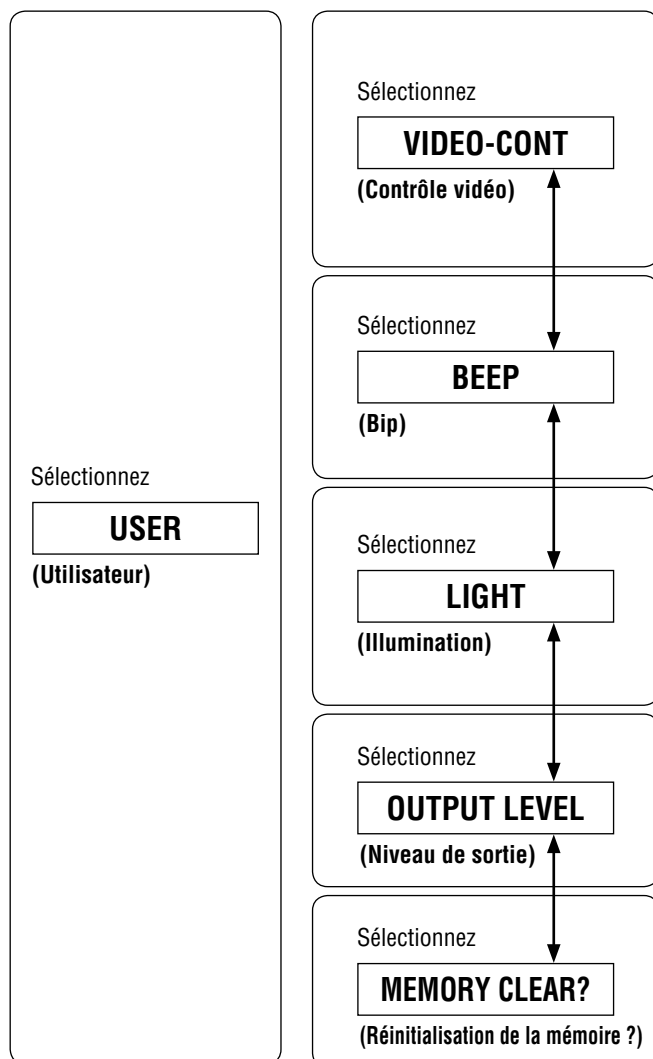 Sélectionnez
USER
(Utilisateur)
Sélectionnez
VIDEO-CONT
(Contrôle vidéo)
Sélectionnez
BEEP
(Bip)
Sélectionnez
LIGHT
(Illumination)
Sélectionnez
OUTPUT LEVEL
(Niveau de sortie)
Sélectionnez
MEMORY CLEAR?
(Réinitialisation de la mémoire ?)